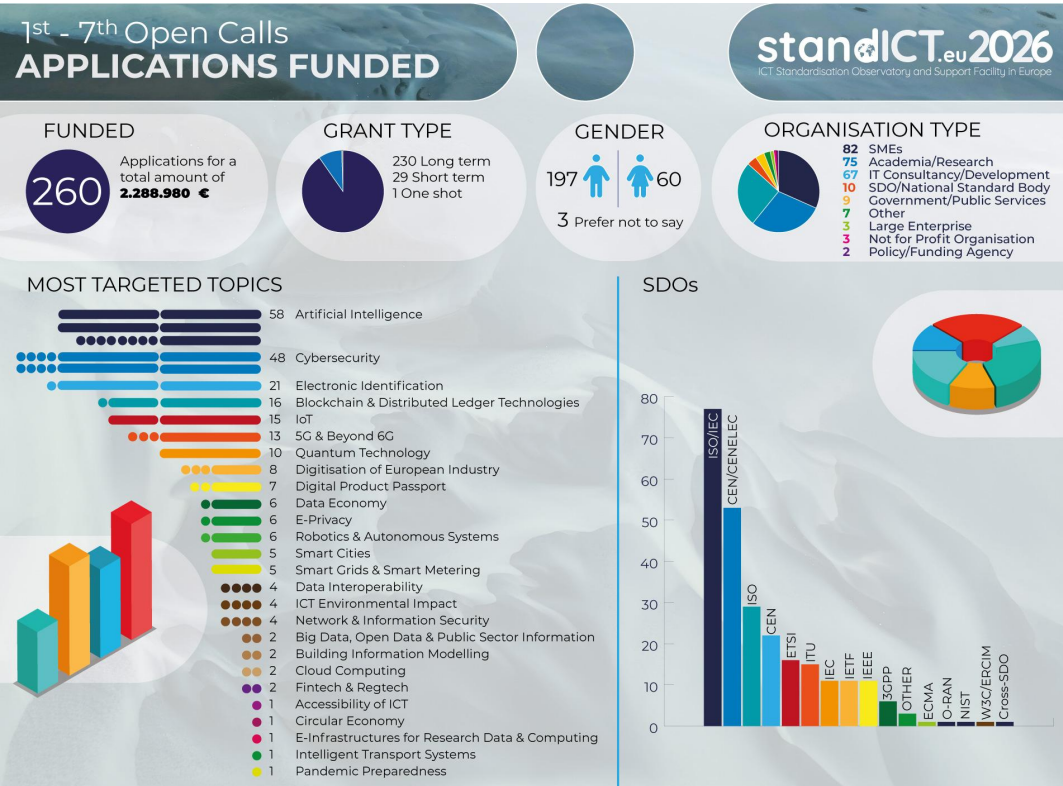 1st - 7th Open Calls
APPLICATIONS FUNDED
standICT.eu 2026
ICT Standardisation Observatory and Support Facility in Europe
FUNDED
260
Applications for a
total amount of
2.288.980 €
GRANT TYPE
230 Long term
29 Short term
1 One shot
GENDER
197
60
3 Prefer not to say
ORGANISATION TYPE
82 SMEs
75 Academia/Research
67 IT Consultancy/Development
10 SDO/National Standard Body
9 Government/Public Services
7 Other
3 Large Enterprise
3 Not for Profit Organisation
2 Policy/Funding Agency
MOST TARGETED TOPICS
58 Artificial Intelligence
48 Cybersecurity
21 Electronic Identification
16 Blockchain & Distributed Ledger Technologies
15 IoT
13 5G & Beyond 6G
10 Quantum Technology
8 Digitisation of European Industry
7 Digital Product Passport
6 Data Economy
6 E-Privacy
6 Robotics & Autonomous Systems
5 Smart Cities
5 Smart Grids & Smart Metering
4 Data Interoperability
4 ICT Environmental Impact
4 Network & Information Security
2 Big Data, Open Data & Public Sector Information
2 Building Information Modelling
2 Cloud Computing
2 Fintech & Regtech
1 Accessibility of ICT
1 Circular Economy
1 E-Infrastructures for Research Data & Computing
1 Intelligent Transport Systems
1 Pandemic Preparedness
SDOs
80
70
60
50
40
30
20
10
0
ISO/IEC
CEN/CENELEC
ISO
CEN
ETSI
ITU
IEC
IETF
IEEE
3GPP
OTHER
ECMA
O-RAN
NIST
W3C/ERCIM
Cross-SDO